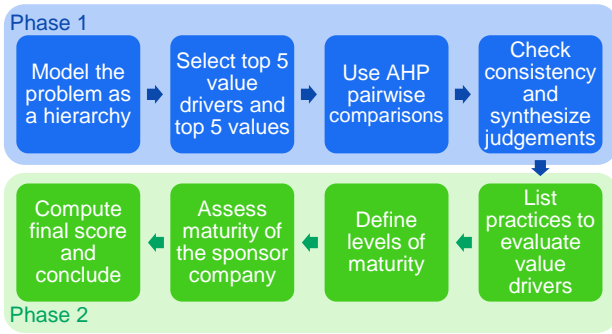 Phase 1
Model the
problem as
a hierarchy
Select top 5
value
drivers and
top 5 values
Use AHP
pairwise
comparisons
Check
consistency
and
synthesize
judgements
List
practices to
evaluate
value
drivers
Define
levels of
maturity
Assess
maturity of
the sponsor
company
Compute
final score
and
conclude
Phase 2